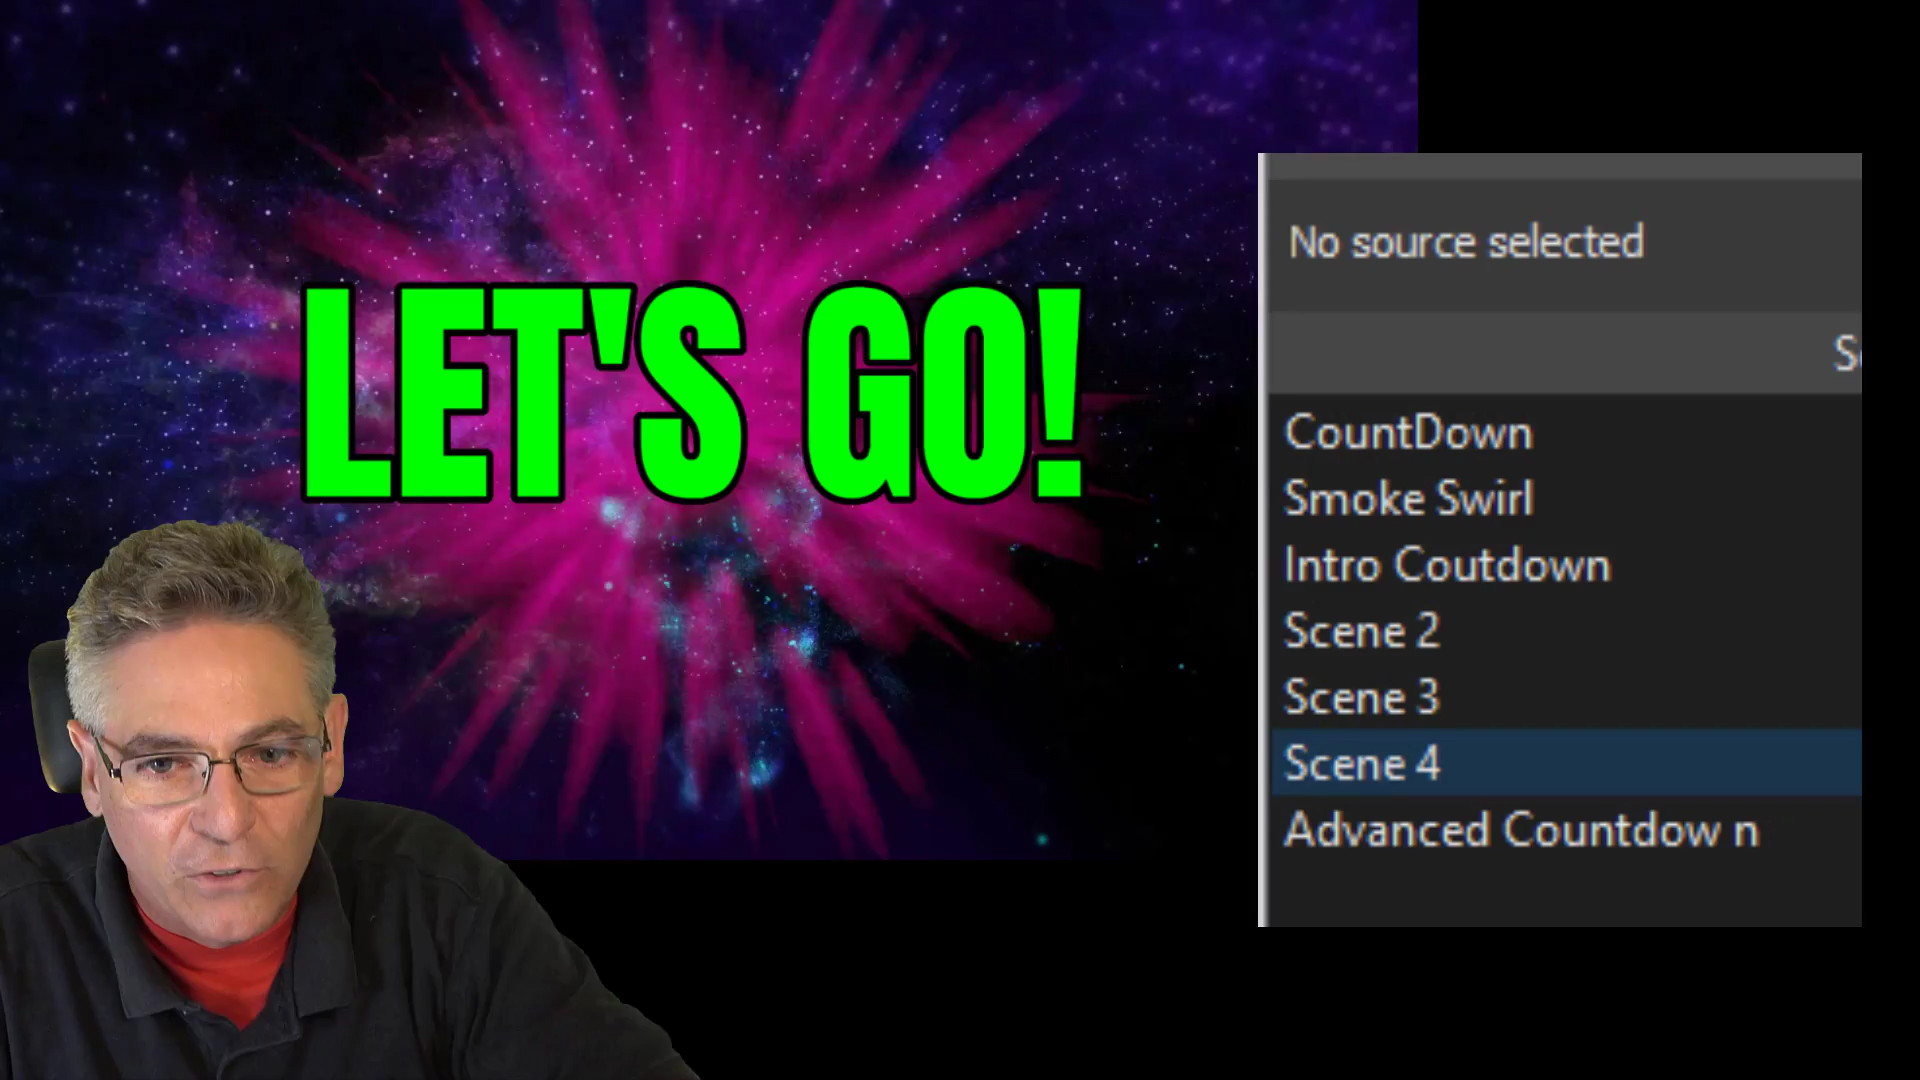 LET'S GO!
No source selected
CountDown
Smoke Swirl
Intro Coutdown
Scene 2
Scene 3
Scene 4
Advanced Countdow n